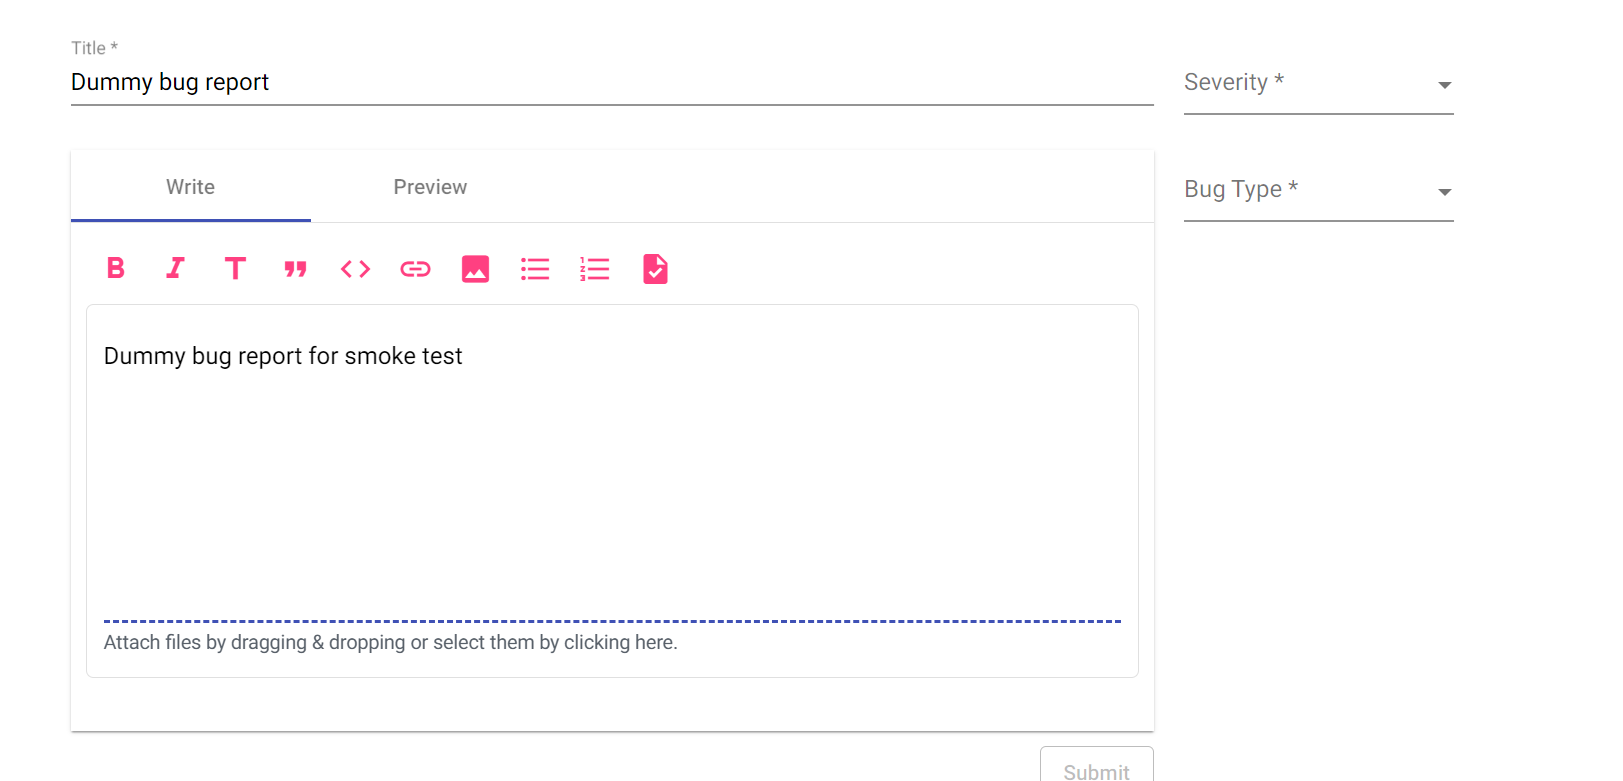 Title *
Dummy bug report
Severity *
Write Preview
Bug Type *
Dummy bug report for smoke test
Attach files by dragging & dropping or select them by clicking here.
Submit